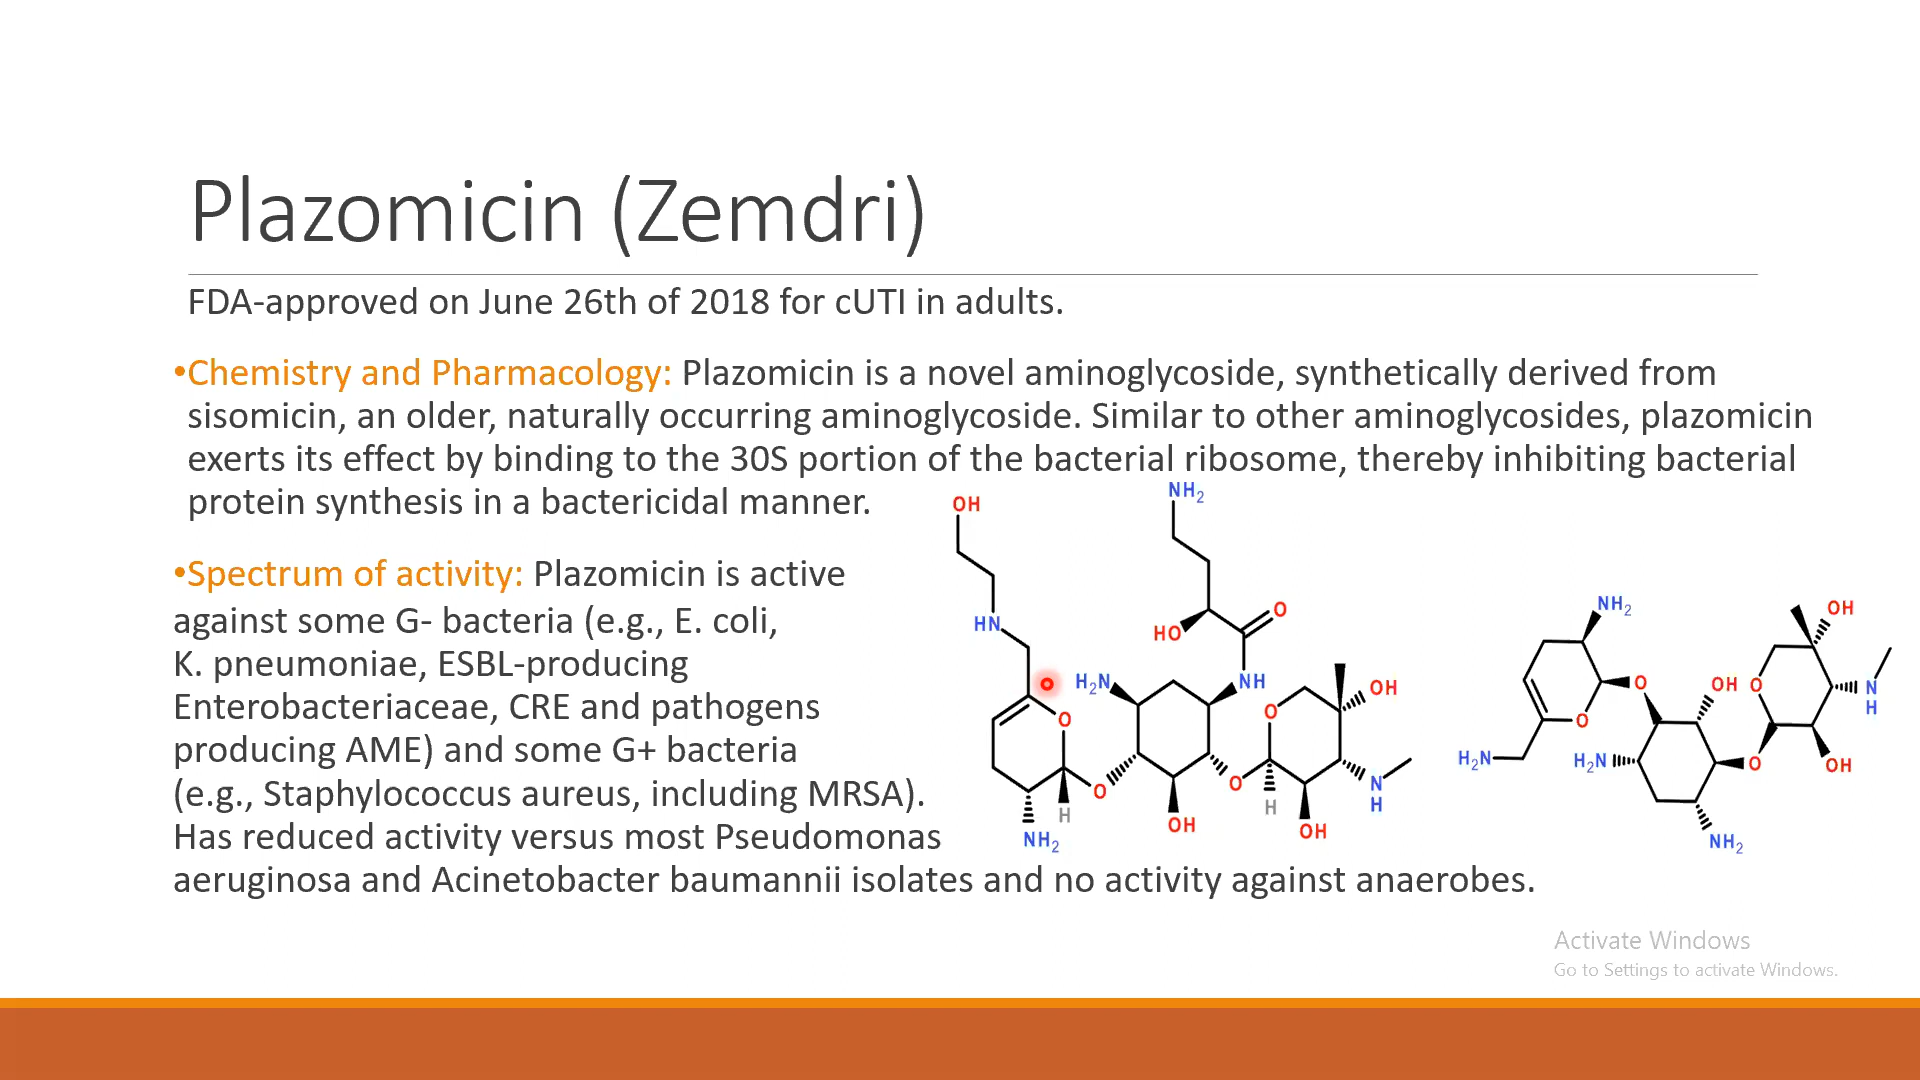 Plazomicin (Zemdri)
FDA-approved on June 26th of 2018 for cUTI in adults.
•Chemistry and Pharmacology: Plazomicin is a novel aminoglycoside, synthetically derived from
sisomicin, an older, naturally occurring aminoglycoside. Similar to other aminoglycosides, plazomicin
exerts its effect by binding to the 30S portion of the bacterial ribosome, thereby inhibiting bacterial
protein synthesis in a bactericidal manner.
•Spectrum of activity: Plazomicin is active
against some G- bacteria (e.g., E. coli,
K. pneumoniae, ESBL-producing
Enterobacteriaceae, CRE and pathogens
producing AME) and some G+ bacteria
(e.g., Staphylococcus aureus, including MRSA).
Has reduced activity versus most Pseudomonas
aeruginosa and Acinetobacter baumannii isolates and no activity against anaerobes.
OH
HN
O
O
H
NH₂
H₂N
NH₂
HO
O
NH
OH
O
O
H
OH
OH
N
H
NH₂
O
O
H₂N
H₂N
OH
NH₂
O
O
OH
OH
N
H
Activate Windows
Go to Settings to activate Windows.